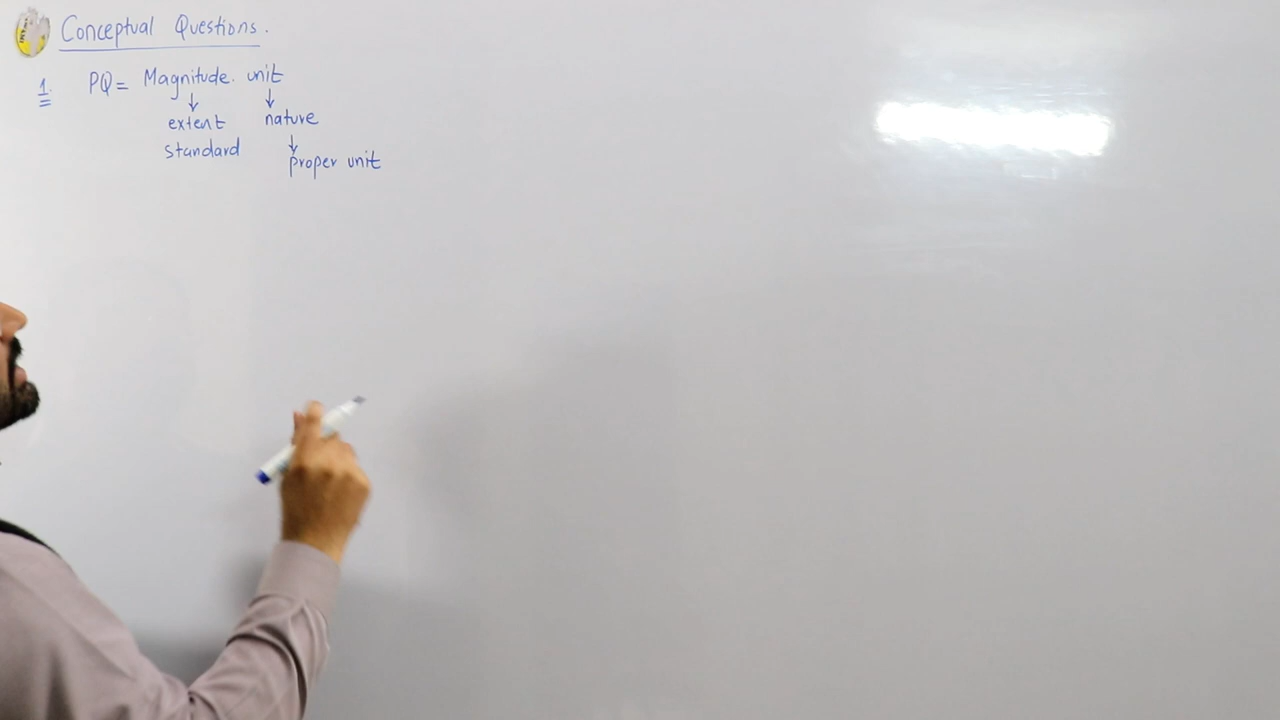 Conceptual Questions.
1. PQ = Magnitude. unit
↓ ↓
extent nature
standard ↓
proper unit